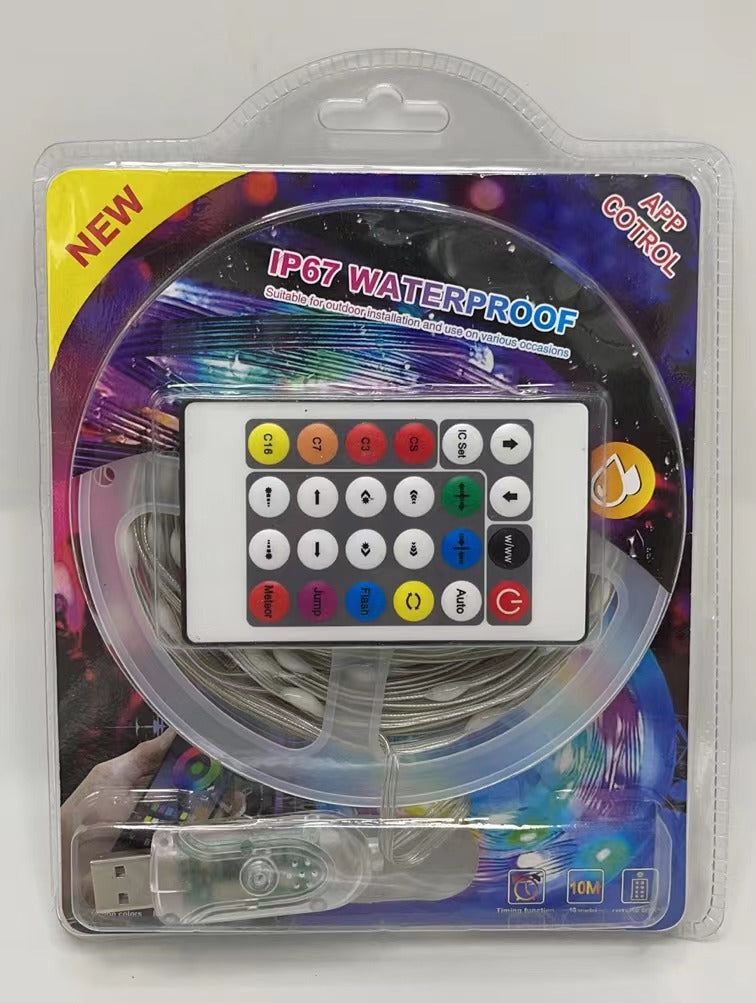 NEW
APP
COTROL
IP67 WATERPROOF
Suitable for outdoor installation and use on various occasions
C16
C7
C3
CS
IC Set
W/WW
Meteor
Jump
Flash
Auto
colors
Timing function
10M